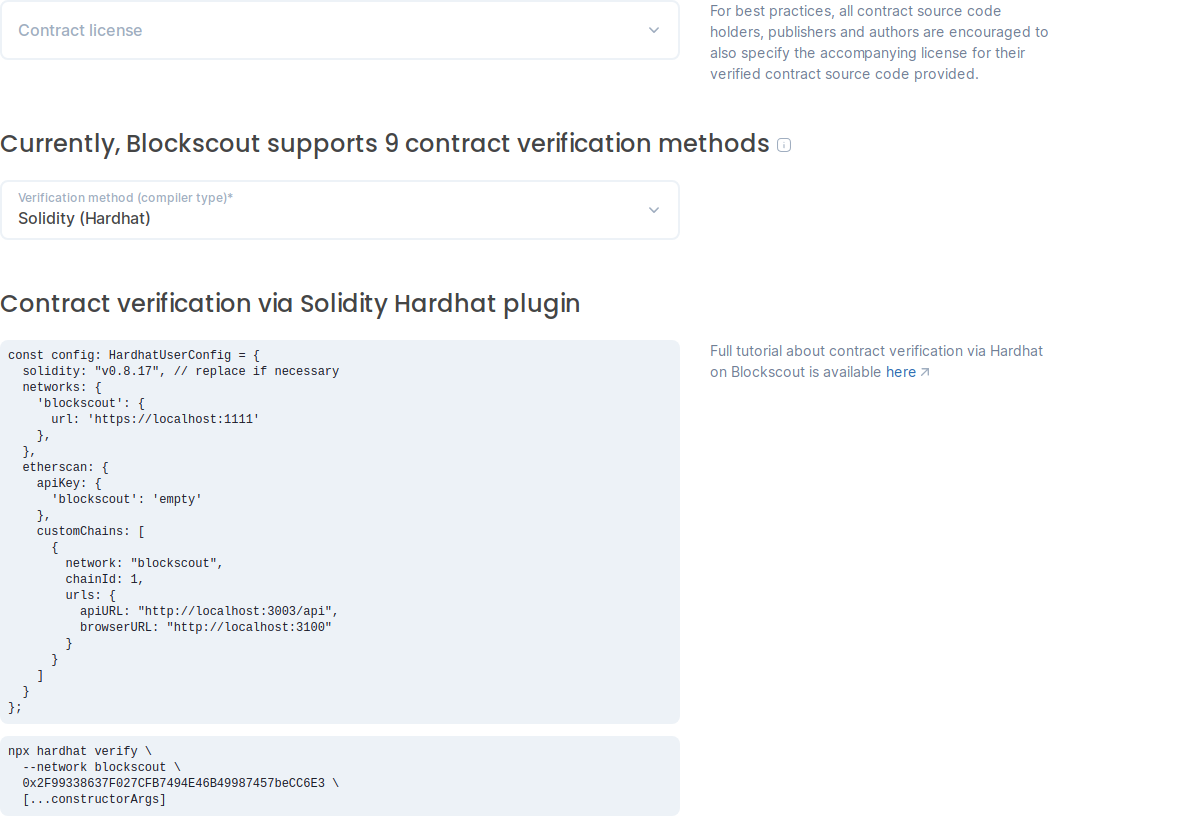 Contract license
For best practices, all contract source code
holders, publishers and authors are encouraged to
also specify the accompanying license for their
verified contract source code provided.
Currently, Blockscout supports 9 contract verification methods
Verification method (compiler type)*
Solidity (Hardhat)
Contract verification via Solidity Hardhat plugin
const config: HardhatUserConfig = {
  solidity: "v0.8.17", // replace if necessary
  networks: {
    'blockscout': {
      url: 'https://localhost:1111'
    },
  },
  etherscan: {
    apiKey: {
      'blockscout': 'empty'
    },
    customChains: [
      {
        network: "blockscout",
        chainId: 1,
        urls: {
          apiURL: "http://localhost:3003/api",
          browserURL: "http://localhost:3100"
        }
      }
    ]
  }
};
Full tutorial about contract verification via Hardhat
on Blockscout is available here
npx hardhat verify \
  --network blockscout \
  0x2F99338637F027CFB7494E46B49987457beCC6E3 \
  [...constructorArgs]